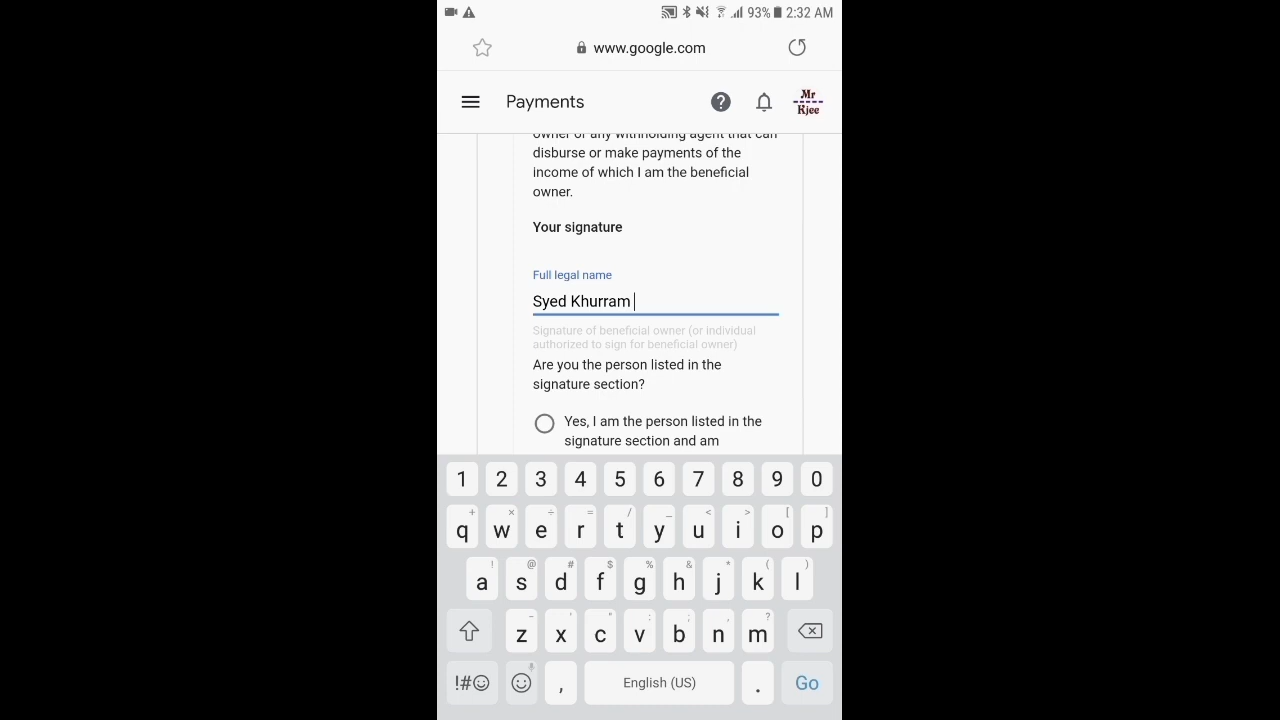 93% 2:32 AM
www.google.com
Payments
Mr
Kjee
owner or any withholding agent that can
disburse or make payments of the
income of which I am the beneficial
owner.
Your signature
Full legal name
Syed Khurram
Signature of beneficial owner (or individual
authorized to sign for beneficial owner)
Are you the person listed in the
signature section?
Yes, I am the person listed in the
signature section and am
1 2 3 4 5 6 7 8 9 0
+ × ÷ = / _ < > [ ]
q w e r t y u i o p
! @ # $ % & * ( )
a s d f g h j k l
- ' " : ; , ?
z x c v b n m
!#☺ , English (US) . Go